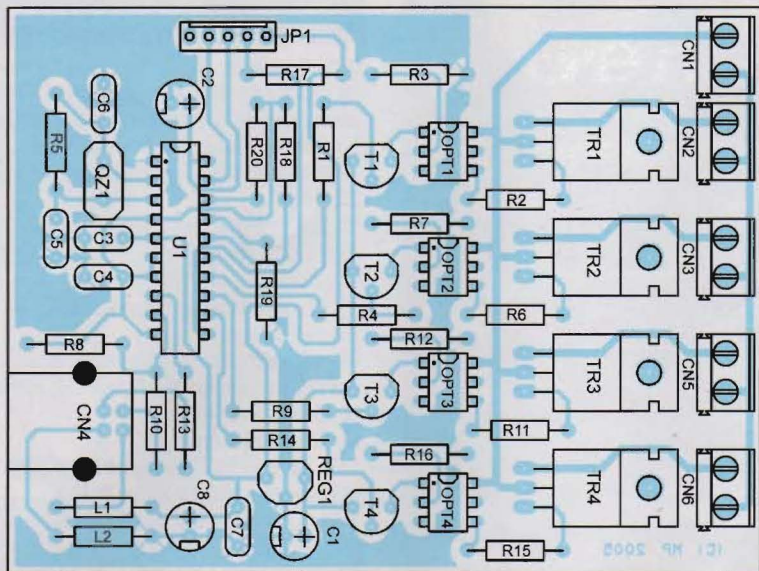 JP1
CN1
C2
R17
R3
C6
R5
QZ1
R20
R18
R1
T1
OPT1
TR1
CN2
R2
U1
C5
C3
C4
R7
T2
OPT2
TR2
CN3
R19
R4
R6
R8
R12
CN4
T3
OPT3
TR3
CN5
R10
R13
R9
R14
R11
REG1
R16
L1
L2
C8
C7
C1
T4
OPT4
TR4
CN6
R15
(C) MP 2005